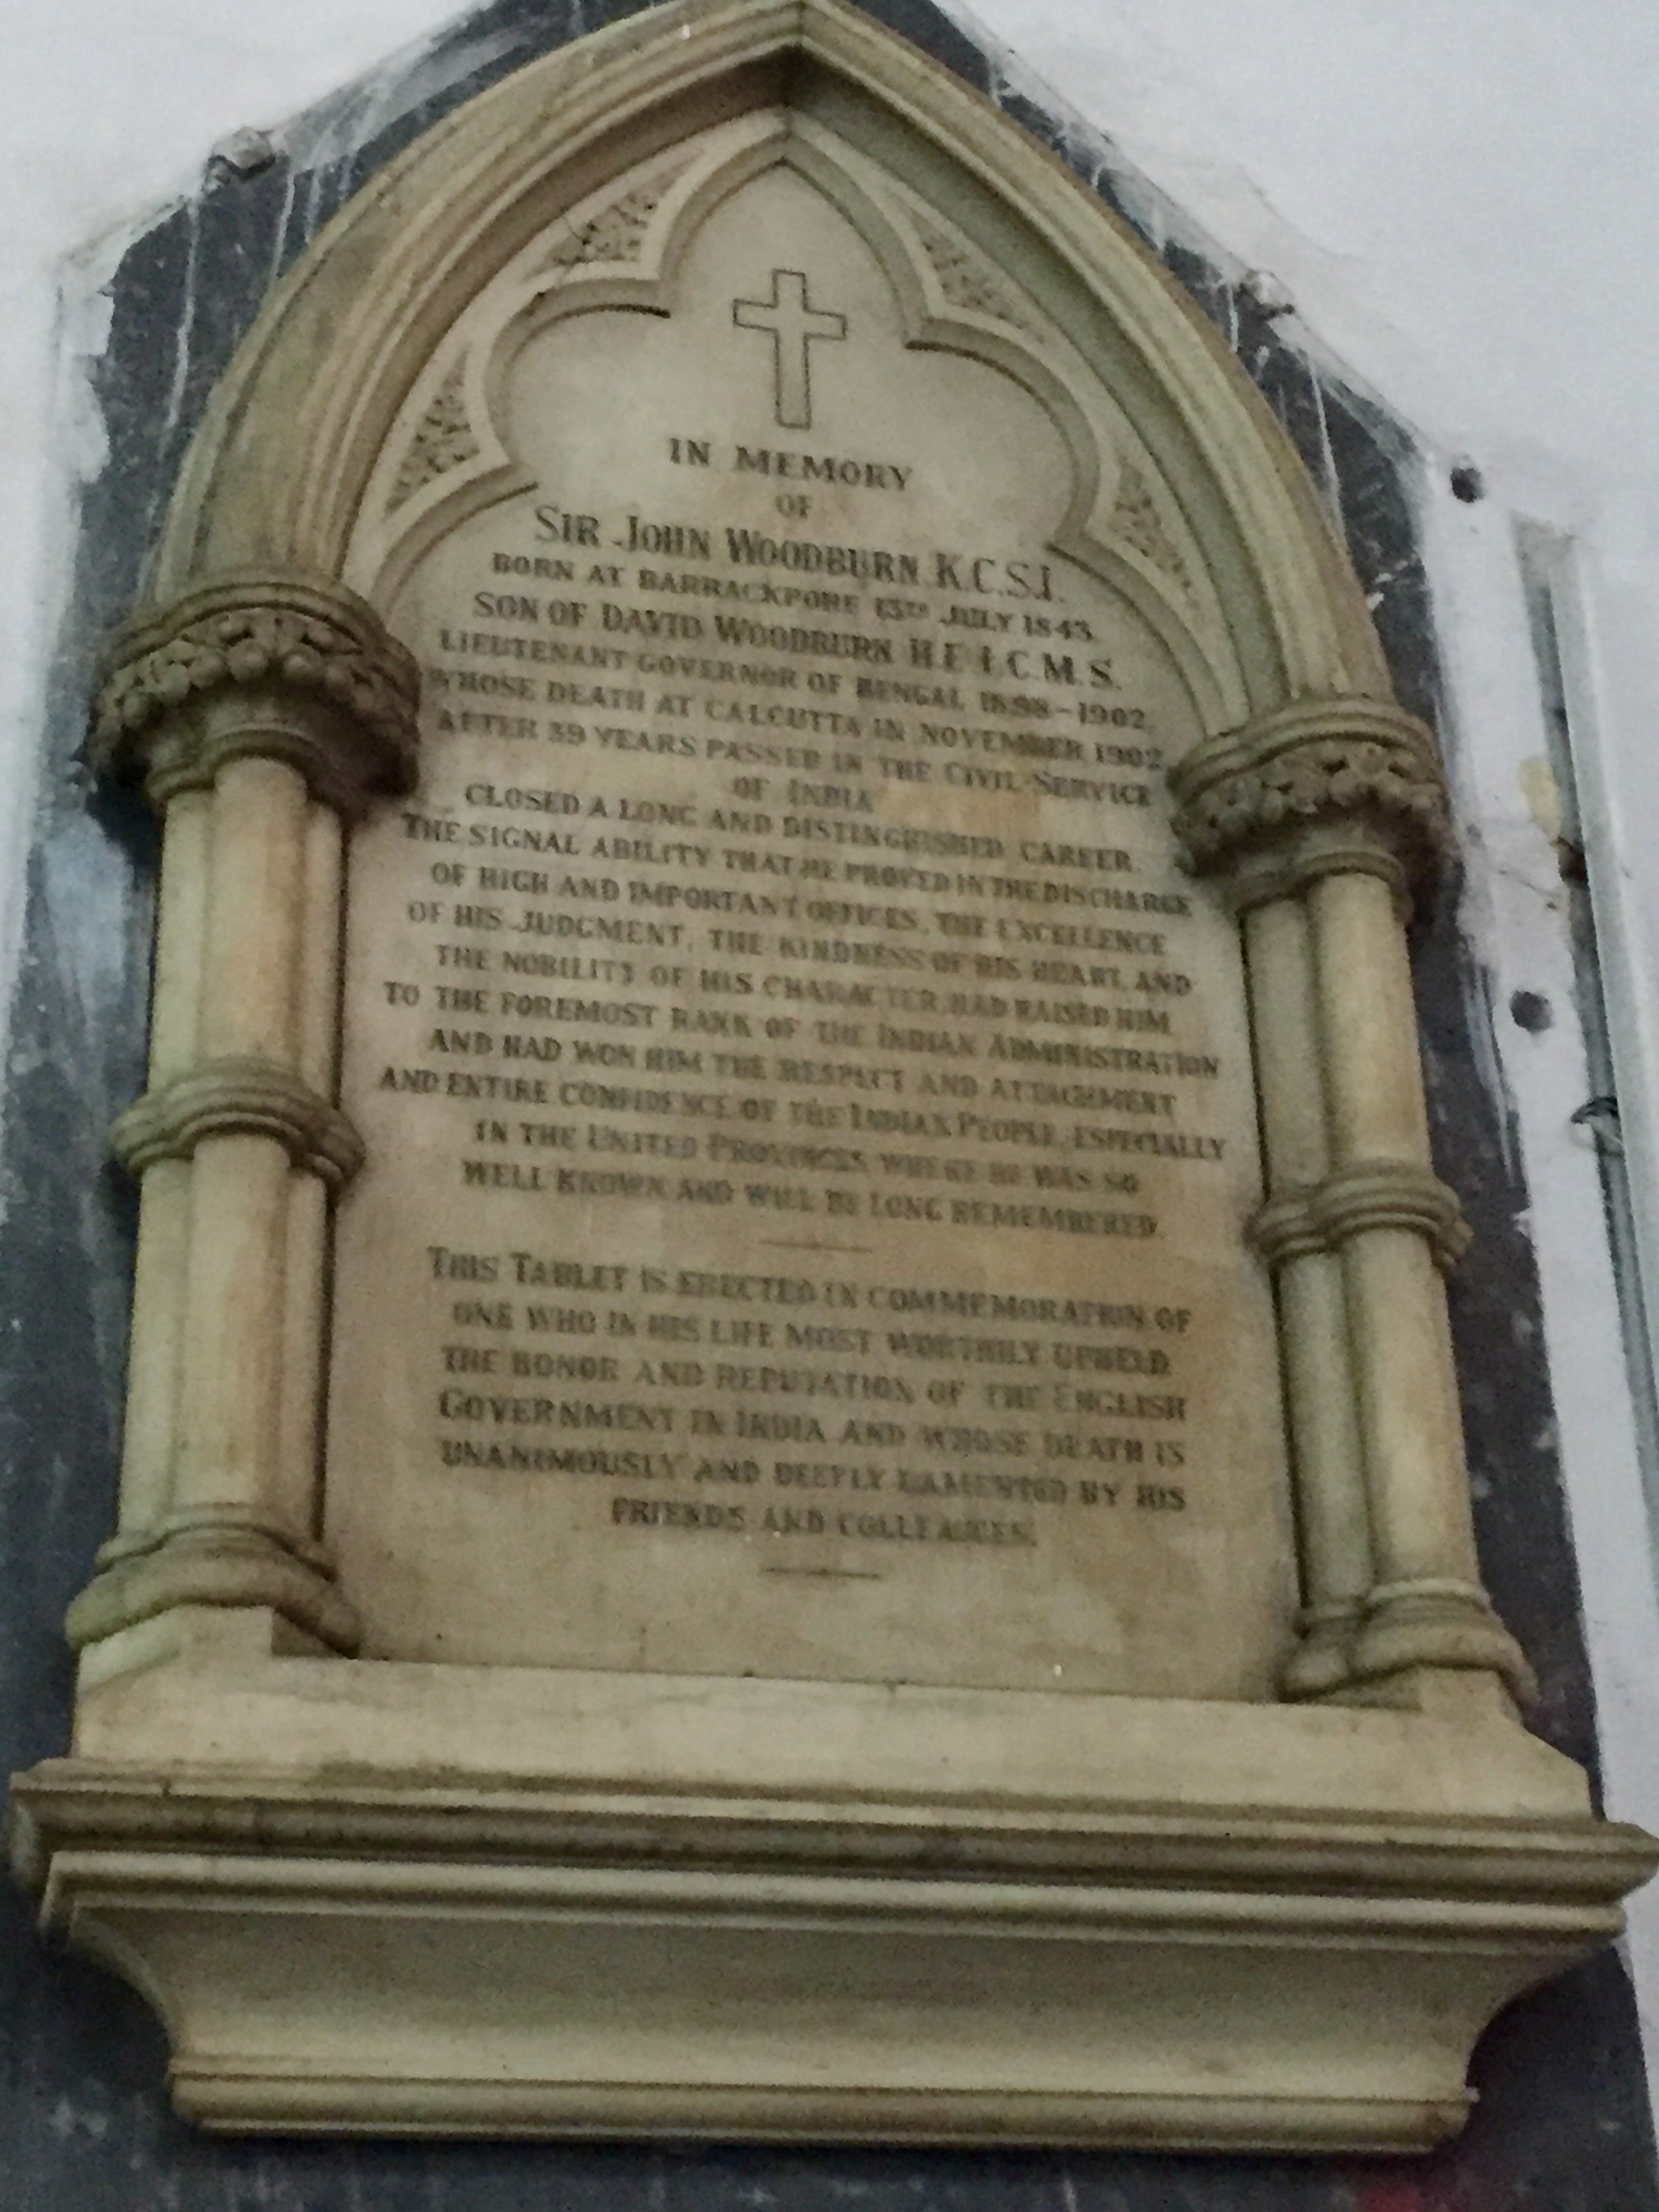 IN MEMORY
OF
SIR JOHN WOODBURN K.C.S.I.
BORN AT BARRACKPORE 13TH JULY 1843.
SON OF DAVID WOODBURN H.E.I.C.M.S.
LIEUTENANT GOVERNOR OF BENGAL 1898-1902,
WHOSE DEATH AT CALCUTTA IN NOVEMBER 1902
AFTER 39 YEARS PASSED IN THE CIVIL SERVICE
OF INDIA
CLOSED A LONG AND DISTINGUISHED CAREER.
THE SIGNAL ABILITY THAT HE PROVED IN THE DISCHARGE
OF HIGH AND IMPORTANT OFFICES, THE EXCELLENCE
OF HIS JUDGMENT, THE KINDNESS OF HIS HEART, AND
THE NOBILITY OF HIS CHARACTER, HAD RAISED HIM
TO THE FOREMOST RANK OF THE INDIAN ADMINISTRATION
AND HAD WON HIM THE RESPECT AND ATTACHMENT
AND ENTIRE CONFIDENCE OF THE INDIAN PEOPLE, ESPECIALLY
IN THE UNITED PROVINCES WHERE HE WAS SO
WELL KNOWN AND WILL BE LONG REMEMBERED.
THIS TABLET IS ERECTED IN COMMEMORATION OF
ONE WHO IN HIS LIFE MOST WORTHILY UPHELD
THE HONOR AND REPUTATION OF THE ENGLISH
GOVERNMENT IN INDIA AND WHOSE DEATH IS
UNANIMOUSLY AND DEEPLY LAMENTED BY HIS
FRIENDS AND COLLEAGUES.